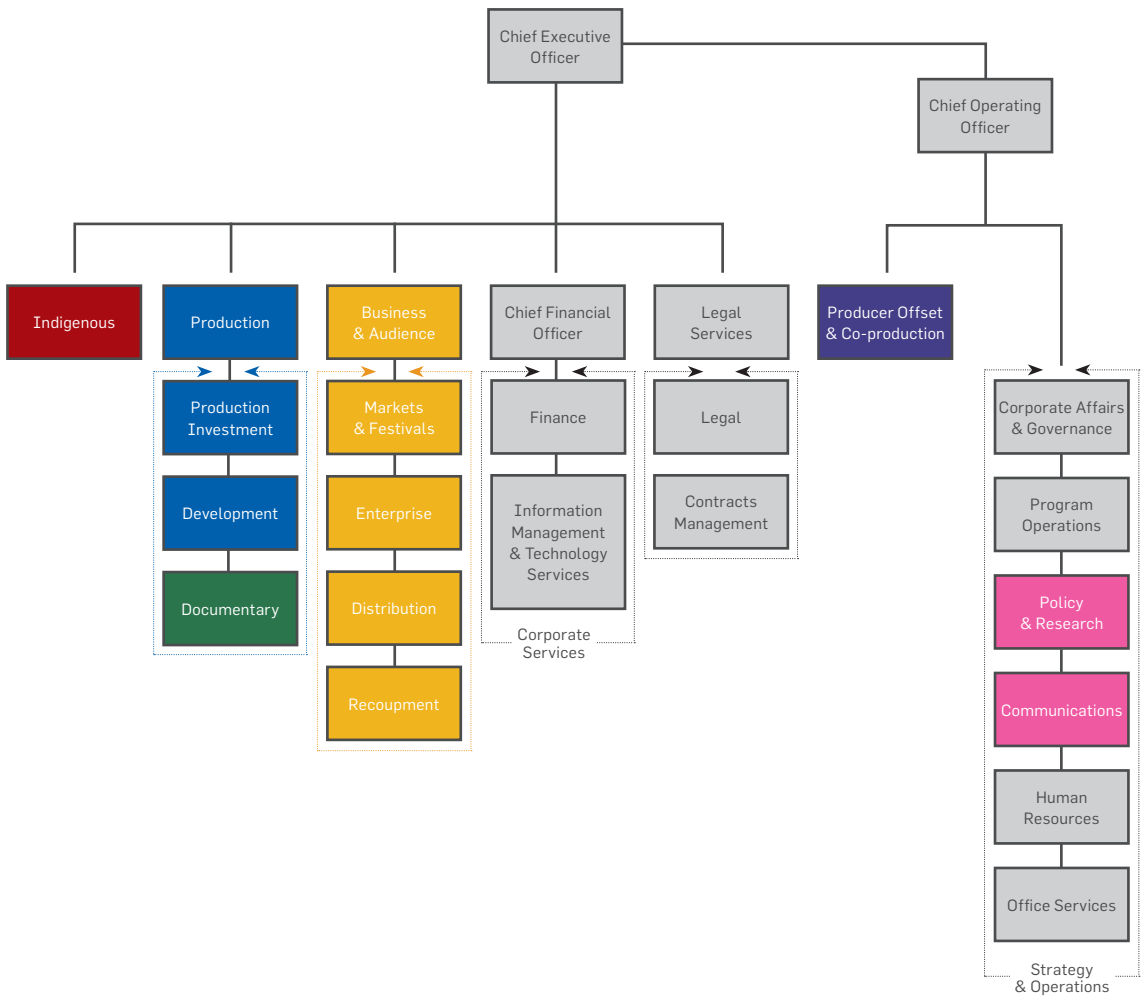 Chief Executive
Officer
Chief Operating
Officer
Indigenous
Production
Business
& Audience
Chief Financial
Officer
Legal
Services
Producer Offset
& Co-production
Production
Investment
Development
Documentary
Markets
& Festivals
Enterprise
Distribution
Recoupment
Finance
Information
Management
& Technology
Services
Corporate
Services
Legal
Contracts
Management
Corporate Affairs
& Governance
Program
Operations
Policy
& Research
Communications
Human
Resources
Office Services
Strategy
& Operations